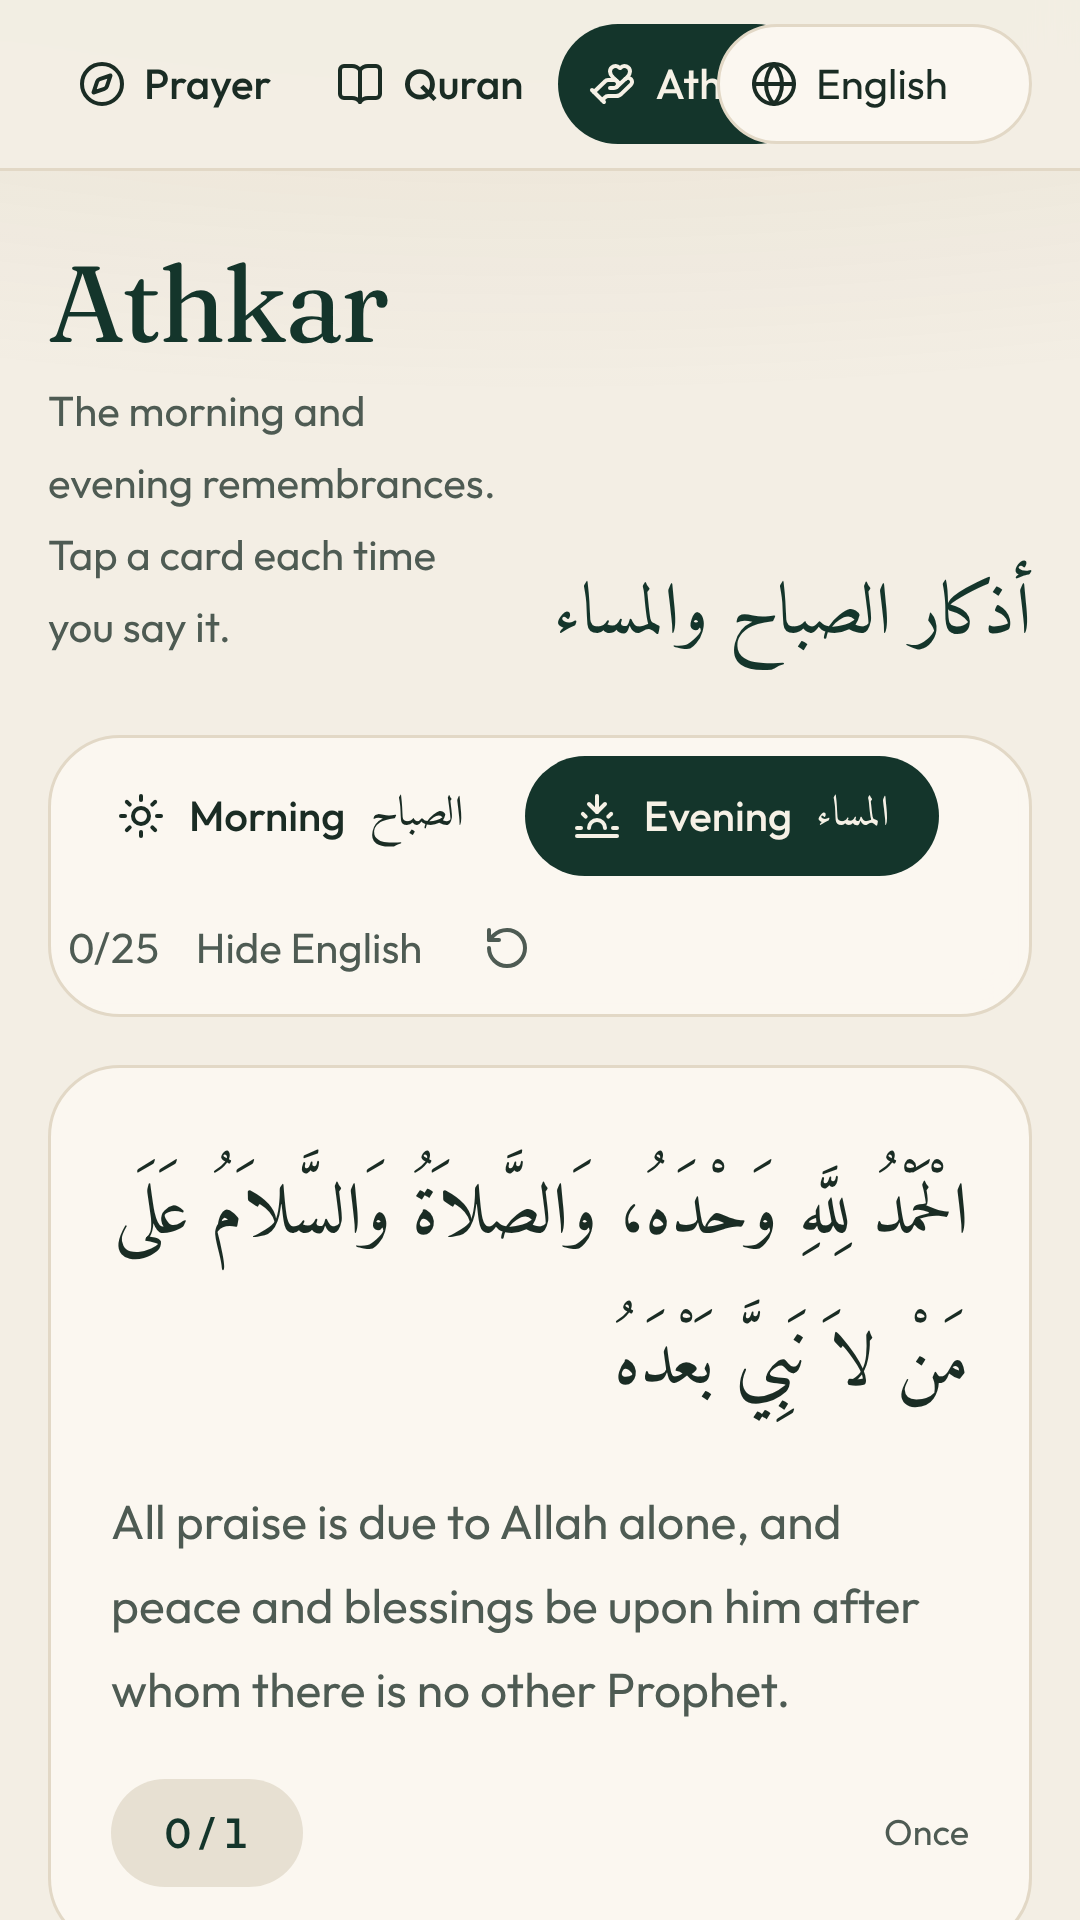 Prayer Quran Ath English
Athkar
The morning and
evening remembrances.
Tap a card each time
you say it.
أذكار الصباح والمساء
Morning الصباح Evening المساء
0/25 Hide English
الْحَمْدُ لِلَّهِ وَحْدَهُ، وَالصَّلاَةُ وَالسَّلاَمُ عَلَى
مَنْ لاَ نَبِيَّ بَعْدَهُ
All praise is due to Allah alone, and
peace and blessings be upon him after
whom there is no other Prophet.
0 / 1 Once